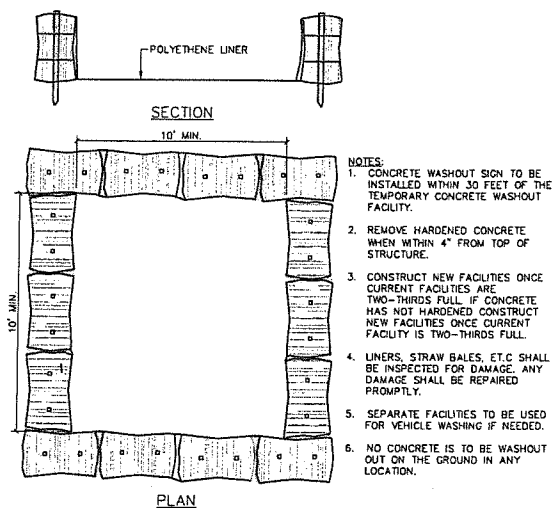 POLYETHENE LINER
SECTION
10' MIN.
10' MIN.
PLAN
NOTES:
1. CONCRETE WASHOUT SIGN TO BE
INSTALLED WITHIN 30 FEET OF THE
TEMPORARY CONCRETE WASHOUT
FACILITY.
2. REMOVE HARDENED CONCRETE
WHEN WITHIN 4" FROM TOP OF
STRUCTURE.
3. CONSTRUCT NEW FACILITIES ONCE
CURRENT FACILITIES ARE
TWO-THIRDS FULL. IF CONCRETE
HAS NOT HARDENED CONSTRUCT
NEW FACILITIES ONCE CURRENT
FACILITY IS TWO-THIRDS FULL.
4. LINERS, STRAW BALES, ET.C SHALL
BE INSPECTED FOR DAMAGE. ANY
DAMAGE SHALL BE REPAIRED
PROMPTLY.
5. SEPARATE FACILITIES TO BE USED
FOR VEHICLE WASHING IF NEEDED.
6. NO CONCRETE IS TO BE WASHOUT
OUT ON THE GROUND IN ANY
LOCATION.